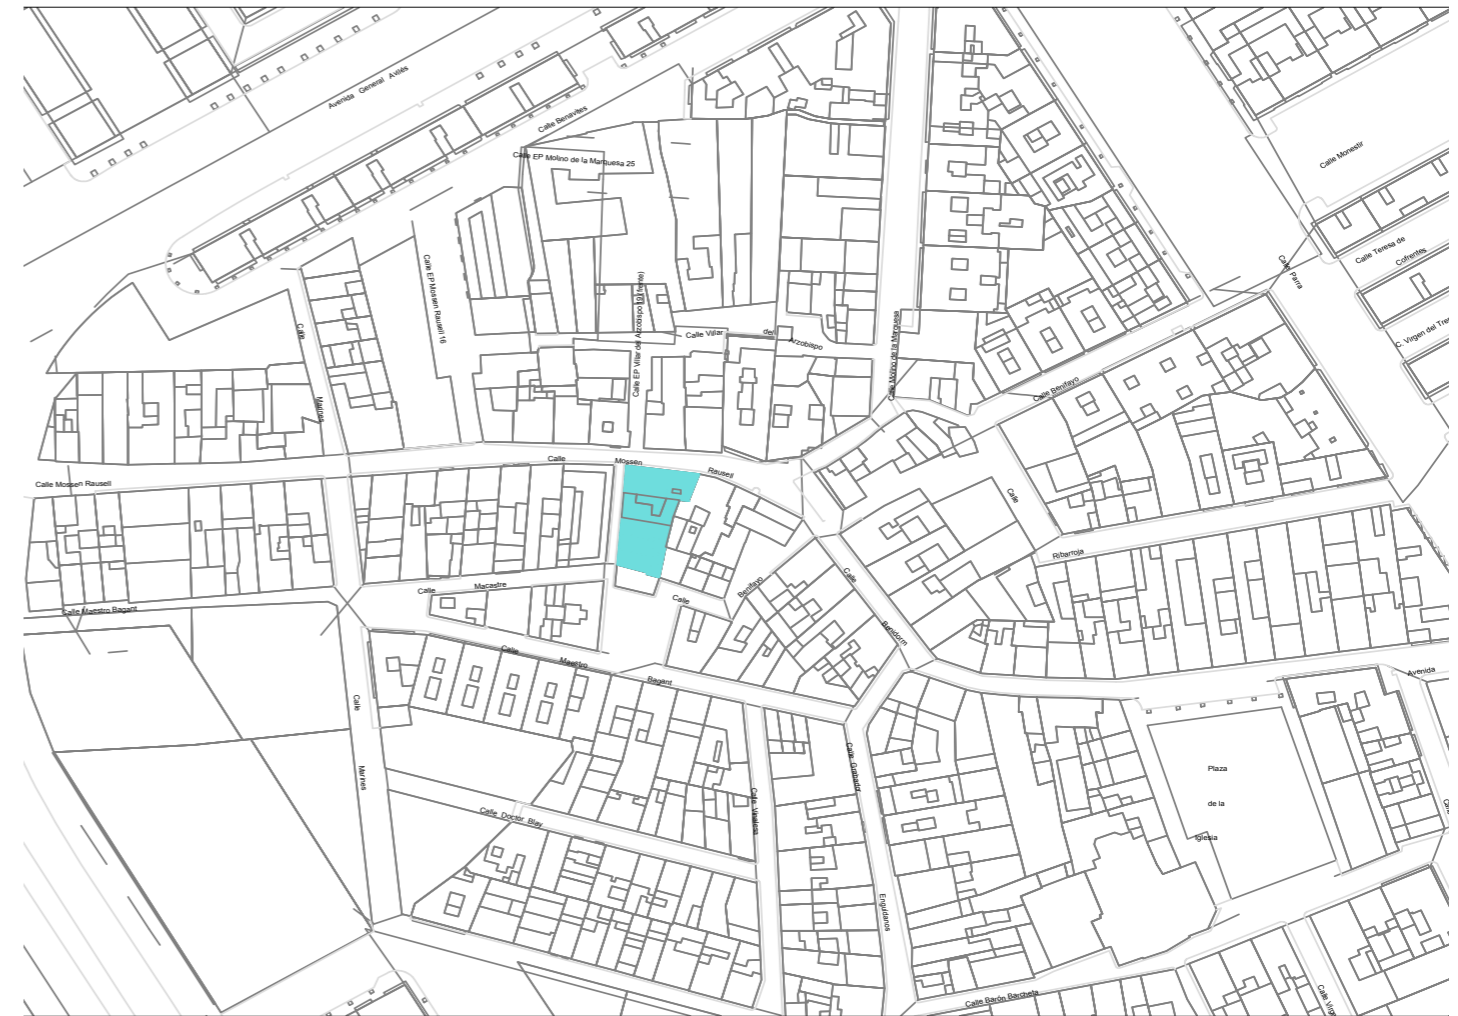 Avenida General Avilés
Calle Benavites
Calle EP Molino de la Marquesa 25
Calle Monestir
Calle Teresa de
Cofrentes
Calle Parra
C. Virgen del Tre
Calle EP Mossen Rausell 16
Calle EP Villar del Arzobispo 19 (frente)
Calle Villar
del
Arzobispo
Calle Molino de la Marquesa
Calle
Marines
Calle Benifayo
Calle
Mossen
Rausell
Calle Mossen Rausell
Calle
Ribarroja
Calle
Macastre
Calle
Benifayo
Calle
Benidorm
Calle Maestro Bagant
Calle
Maestro
Bagant
Avenida
Calle
Marines
Calle Grabador
Enguidanos
Calle Vinalesa
Calle Doctor Blay
Plaza
de la
Iglesia
Calle Barón Barcheta